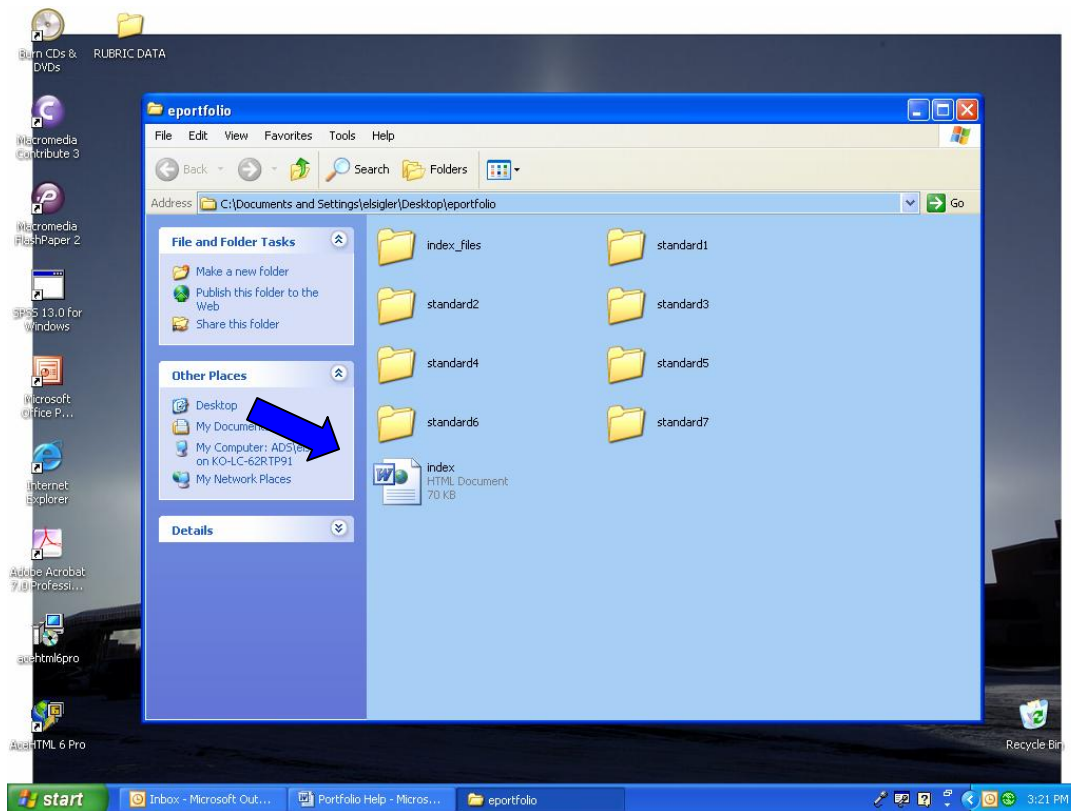 Burn CDs &
DVDs
RUBRIC DATA
Macromedia
Contribute 3
Macromedia
FlashPaper 2
SPSS 13.0 for
Windows
Microsoft
Office P...
Internet
Explorer
Adobe Acrobat
7.0 Professi...
acehtml6pro
AceHTML 6 Pro
eportfolio
File Edit View Favorites Tools Help
Back Search Folders
Address C:\Documents and Settings\elsigler\Desktop\eportfolio Go
File and Folder Tasks
Make a new folder
Publish this folder to the
Web
Share this folder
Other Places
Desktop
My Computer: ADS\
on KO-LC-62RTP91
My Network Places
Details
index_files
standard1
standard2
standard3
standard4
standard5
standard6
standard7
index
HTML Document
70 KB
Recycle Bin
start
Inbox - Microsoft Out...
Portfolio Help - Micros...
eportfolio
3:21 PM